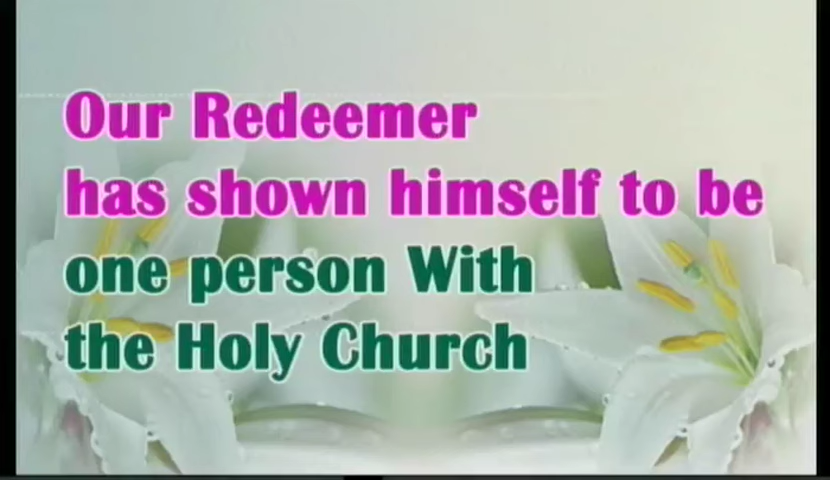 Our Redeemer
has shown himself to be
one person With
the Holy Church